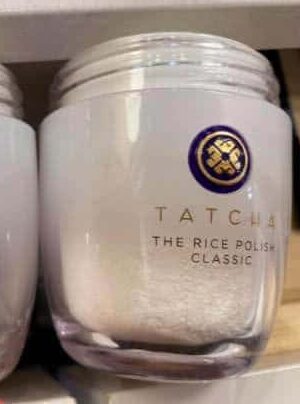 TATCHA
THE RICE POLISH
CLASSIC